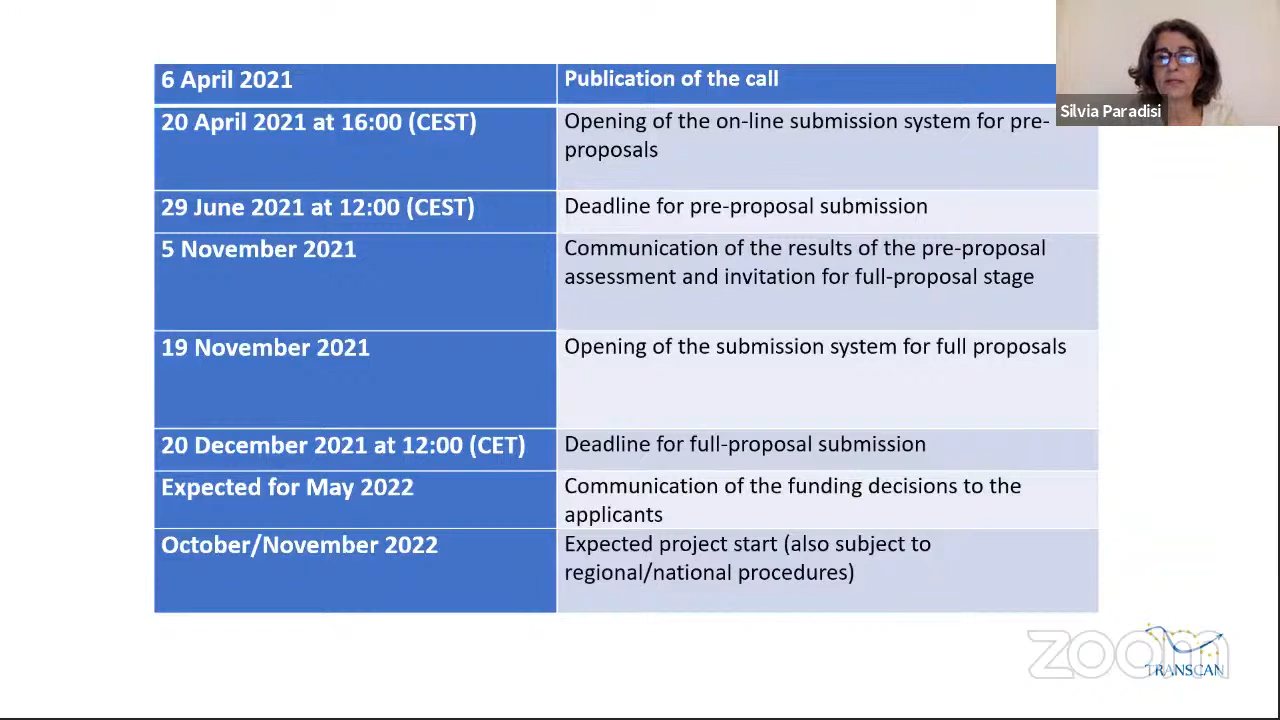 6 April 2021
Publication of the call
20 April 2021 at 16:00 (CEST)
Opening of the on-line submission system for pre-
proposals
29 June 2021 at 12:00 (CEST)
Deadline for pre-proposal submission
5 November 2021
Communication of the results of the pre-proposal
assessment and invitation for full-proposal stage
19 November 2021
Opening of the submission system for full proposals
20 December 2021 at 12:00 (CET)
Deadline for full-proposal submission
Expected for May 2022
Communication of the funding decisions to the
applicants
October/November 2022
Expected project start (also subject to
regional/national procedures)
Silvia Paradisi
zoom
TRANSCAN